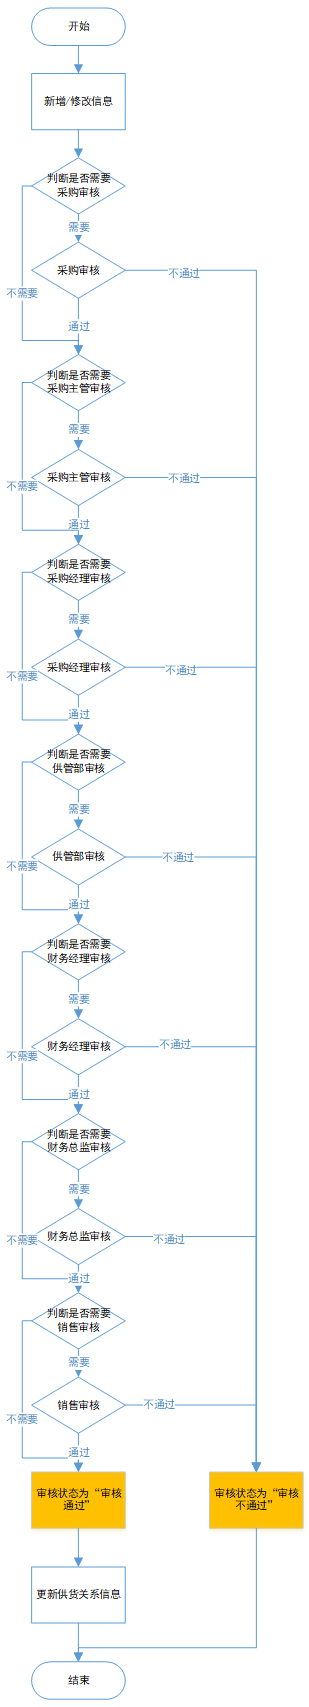 开始
新增/修改信息
判断是否需要
采购审核
需要
采购审核
不通过
不需要
通过
判断是否需要
采购主管审核
需要
采购主管审核
不通过
不需要
通过
判断是否需要
采购经理审核
需要
采购经理审核
不通过
不需要
通过
判断是否需要
供管部审核
需要
供管部审核
不通过
不需要
通过
判断是否需要
财务经理审核
需要
财务经理审核
不通过
不需要
通过
判断是否需要
财务总监审核
需要
财务总监审核
不通过
不需要
通过
判断是否需要
销售审核
需要
销售审核
不通过
不需要
通过
审核状态为“审核
通过”
审核状态为“审核
不通过”
更新供货关系信息
结束